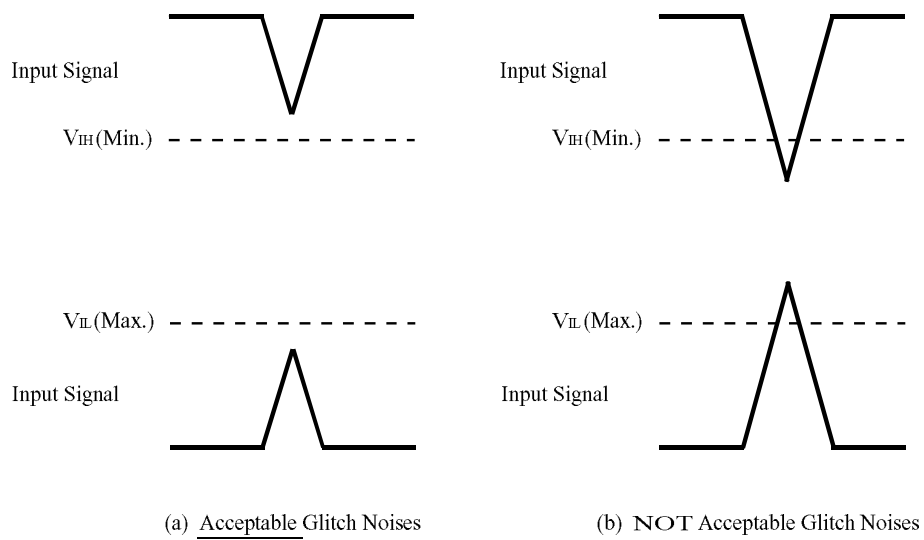 Input Signal
VIH(Min.)
VIL(Max.)
Input Signal
(a) Acceptable Glitch Noises
Input Signal
VIH(Min.)
VIL(Max.)
Input Signal
(b) NOT Acceptable Glitch Noises